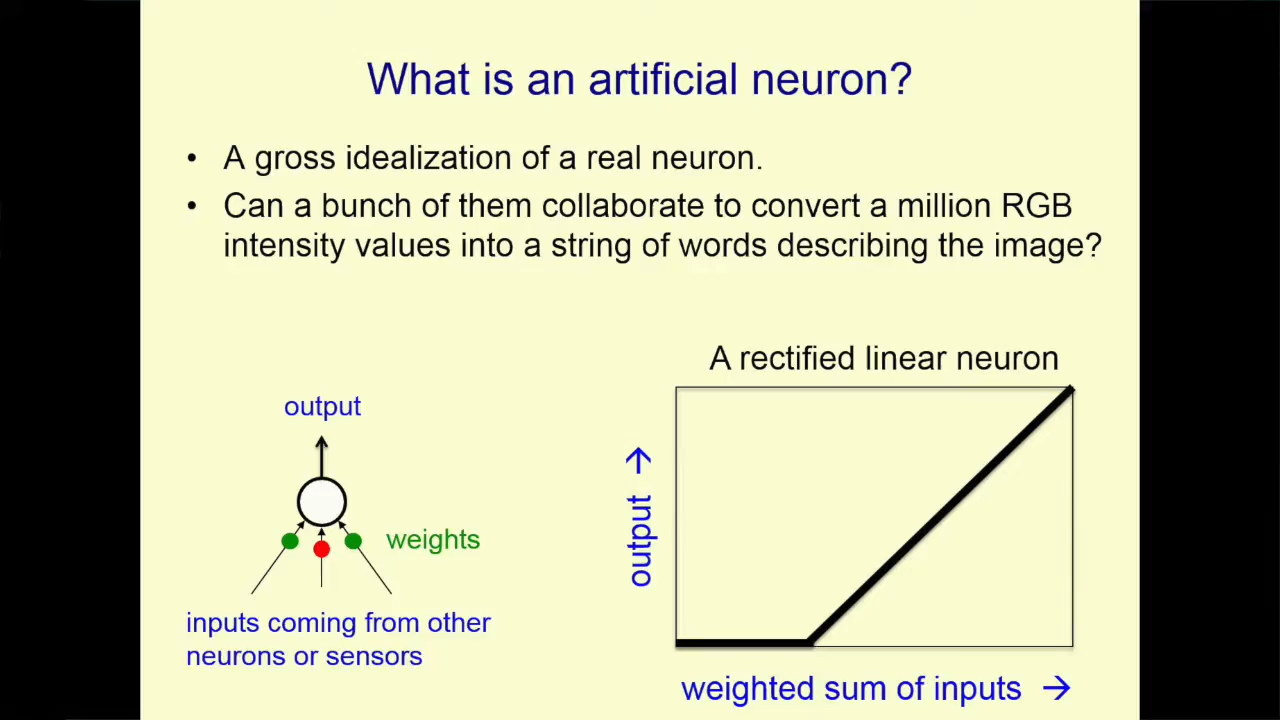 What is an artificial neuron?
• A gross idealization of a real neuron.
• Can a bunch of them collaborate to convert a million RGB
intensity values into a string of words describing the image?
A rectified linear neuron
output
weights
inputs coming from other
neurons or sensors
output →
weighted sum of inputs →